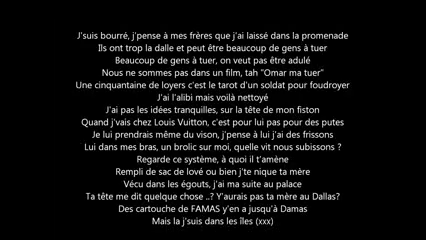 J'suis bourré, j'pense à mes frères que j'ai laissé dans la promenade
Ils ont trop la dalle et peut être beaucoup de gens à tuer
Beaucoup de gens à tuer, on veut pas être adulé
Nous ne sommes pas dans un film, tah "Omar ma tuer"
Une cinquantaine de loyers c'est le tarot d'un soldat pour foudroyer
J'ai l'alibi mais voilà nettoyé
J'ai pas les idées tranquilles, sur la tête de mon fiston
Quand j'vais chez Louis Vuitton, c'est pour lui pas pour des putes
Je lui prendrais même du vison, j'pense à lui j'ai des frissons
Lui dans mes bras, un brolic sur moi, quelle vit nous subissons ?
Regarde ce système, à quoi il t'amène
Rempli de sac de lové ou bien j'te nique ta mère
Vécu dans les égouts, j'ai ma suite au palace
Ta tête me dit quelque chose ..? Y'aurais pas ta mère au Dallas?
Des cartouche de FAMAS y'en a jusqu'à Damas
Mais la j'suis dans les îles (xxx)